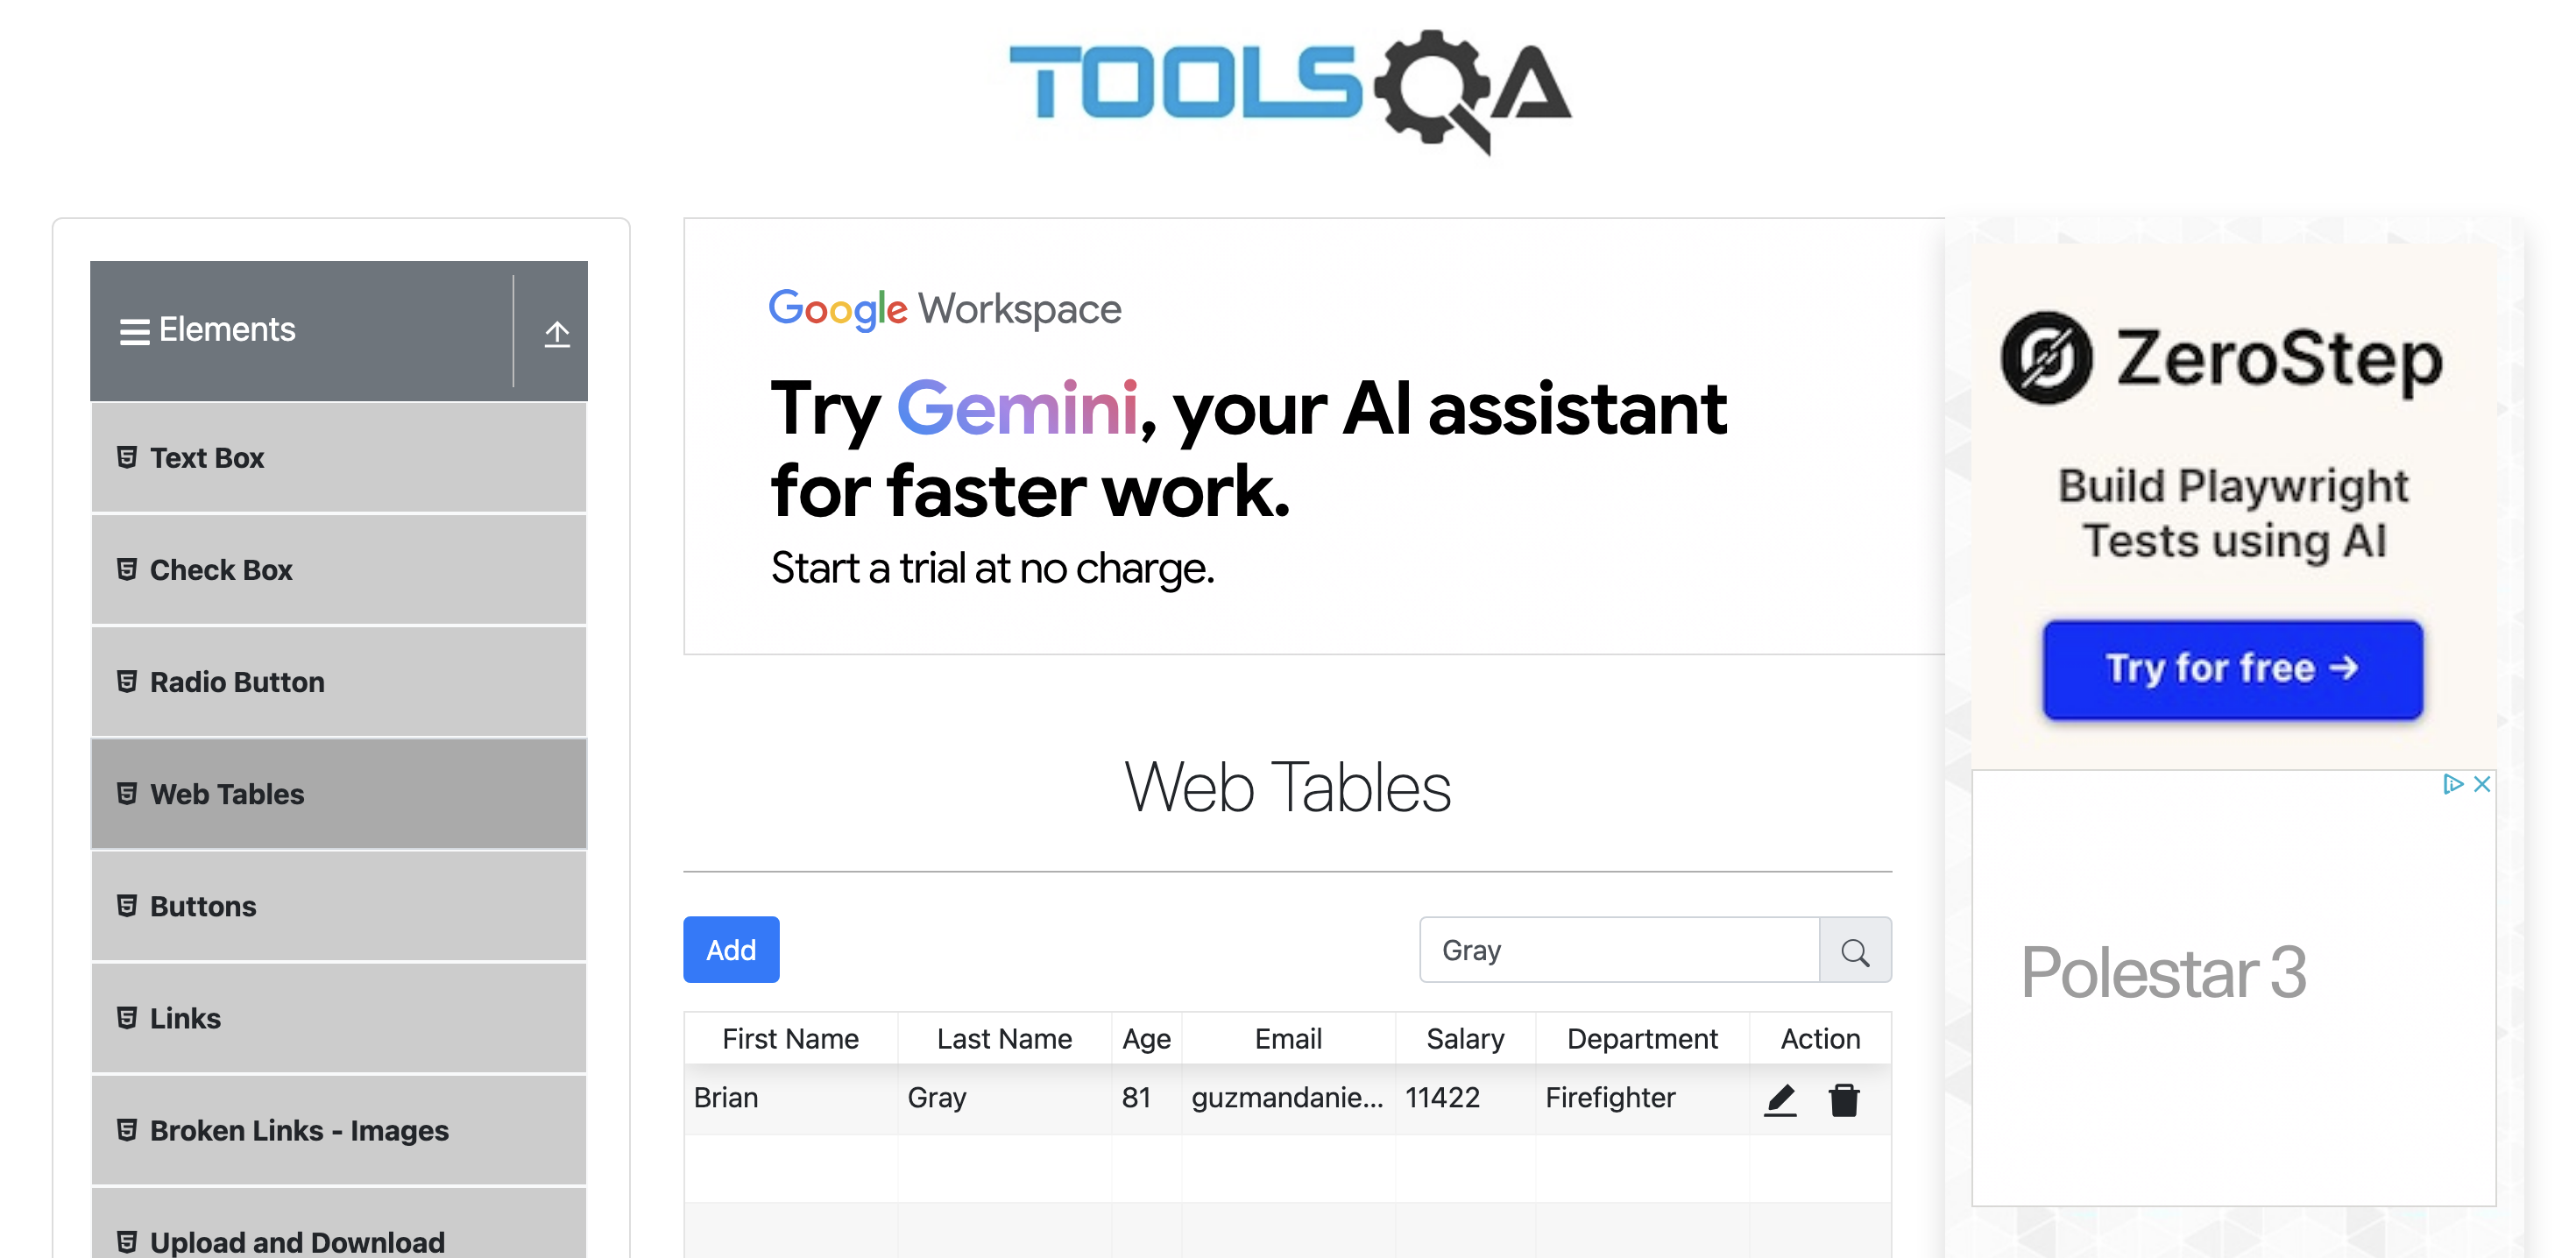 TOOLSQA
Elements
Text Box
Check Box
Radio Button
Web Tables
Buttons
Links
Broken Links - Images
Upload and Download
Google Workspace
Try Gemini, your AI assistant
for faster work.
Start a trial at no charge.
Web Tables
Add
Gray
First Name Last Name Age Email Salary Department Action
Brian Gray 81 guzmandanie... 11422 Firefighter
ZeroStep
Build Playwright
Tests using AI
Try for free →
Polestar 3